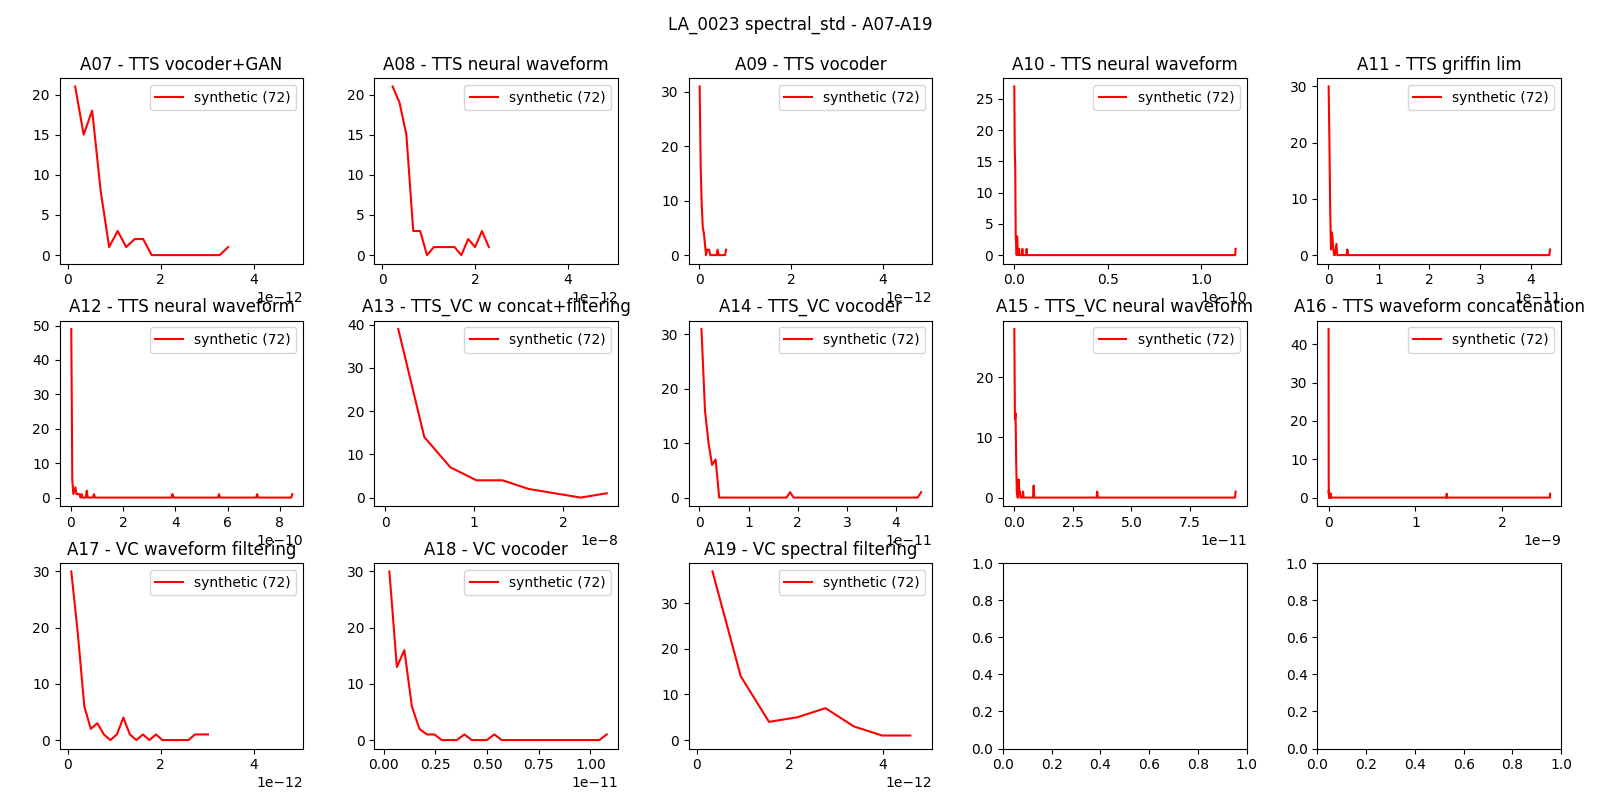 LA_0023 spectral_std - A07-A19
A07 - TTS vocoder+GAN
A08 - TTS neural waveform
A09 - TTS vocoder
A10 - TTS neural waveform
A11 - TTS griffin lim
synthetic (72)
synthetic (72)
synthetic (72)
synthetic (72)
synthetic (72)
20
15
10
5
0
0 2 4
1e−12
20
15
10
5
0
0 2 4
1e−12
30
20
10
0
0 2 4
1e−12
25
20
15
10
5
0
0.0 0.5 1.0
1e−10
30
20
10
0
0 1 2 3 4
1e−11
A12 - TTS neural waveform
A13 - TTS_VC w concat+filtering
A14 - TTS_VC vocoder
A15 - TTS_VC neural waveform
A16 - TTS waveform concatenation
synthetic (72)
synthetic (72)
synthetic (72)
synthetic (72)
synthetic (72)
50
40
30
20
10
0
0 2 4 6 8
1e−10
40
30
20
10
0
0 1 2
1e−8
30
20
10
0
0 1 2 3 4
1e−11
20
10
0
0.0 2.5 5.0 7.5
1e−11
40
30
20
10
0
0 1 2
1e−9
A17 - VC waveform filtering
A18 - VC vocoder
A19 - VC spectral filtering
synthetic (72)
synthetic (72)
synthetic (72)
30
20
10
0
0 2 4
1e−12
30
20
10
0
0.00 0.25 0.50 0.75 1.00
1e−11
30
20
10
0
0 2 4
1e−12
1.0
0.8
0.6
0.4
0.2
0.0
0.0 0.2 0.4 0.6 0.8 1.0
1.0
0.8
0.6
0.4
0.2
0.0
0.0 0.2 0.4 0.6 0.8 1.0